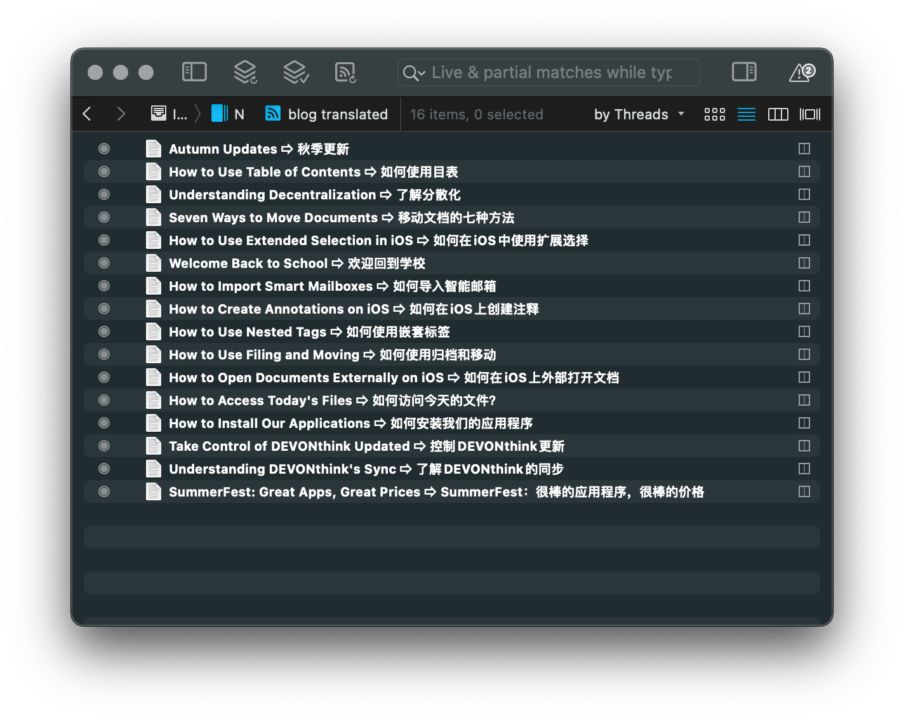 Live & partial matches while typ
2
I...
N
blog translated
16 items, 0 selected
by Threads
Autumn Updates ⇨ 秋季更新
How to Use Table of Contents ⇨ 如何使用目表
Understanding Decentralization ⇨ 了解分散化
Seven Ways to Move Documents ⇨ 移动文档的七种方法
How to Use Extended Selection in iOS ⇨ 如何在iOS中使用扩展选择
Welcome Back to School ⇨ 欢迎回到学校
How to Import Smart Mailboxes ⇨ 如何导入智能邮箱
How to Create Annotations on iOS ⇨ 如何在iOS上创建注释
How to Use Nested Tags ⇨ 如何使用嵌套标签
How to Use Filing and Moving ⇨ 如何使用归档和移动
How to Open Documents Externally on iOS ⇨ 如何在iOS上外部打开文档
How to Access Today's Files ⇨ 如何访问今天的文件?
How to Install Our Applications ⇨ 如何安装我们的应用程序
Take Control of DEVONthink Updated ⇨ 控制DEVONthink更新
Understanding DEVONthink's Sync ⇨ 了解DEVONthink的同步
SummerFest: Great Apps, Great Prices ⇨ SummerFest：很棒的应用程序，很棒的价格